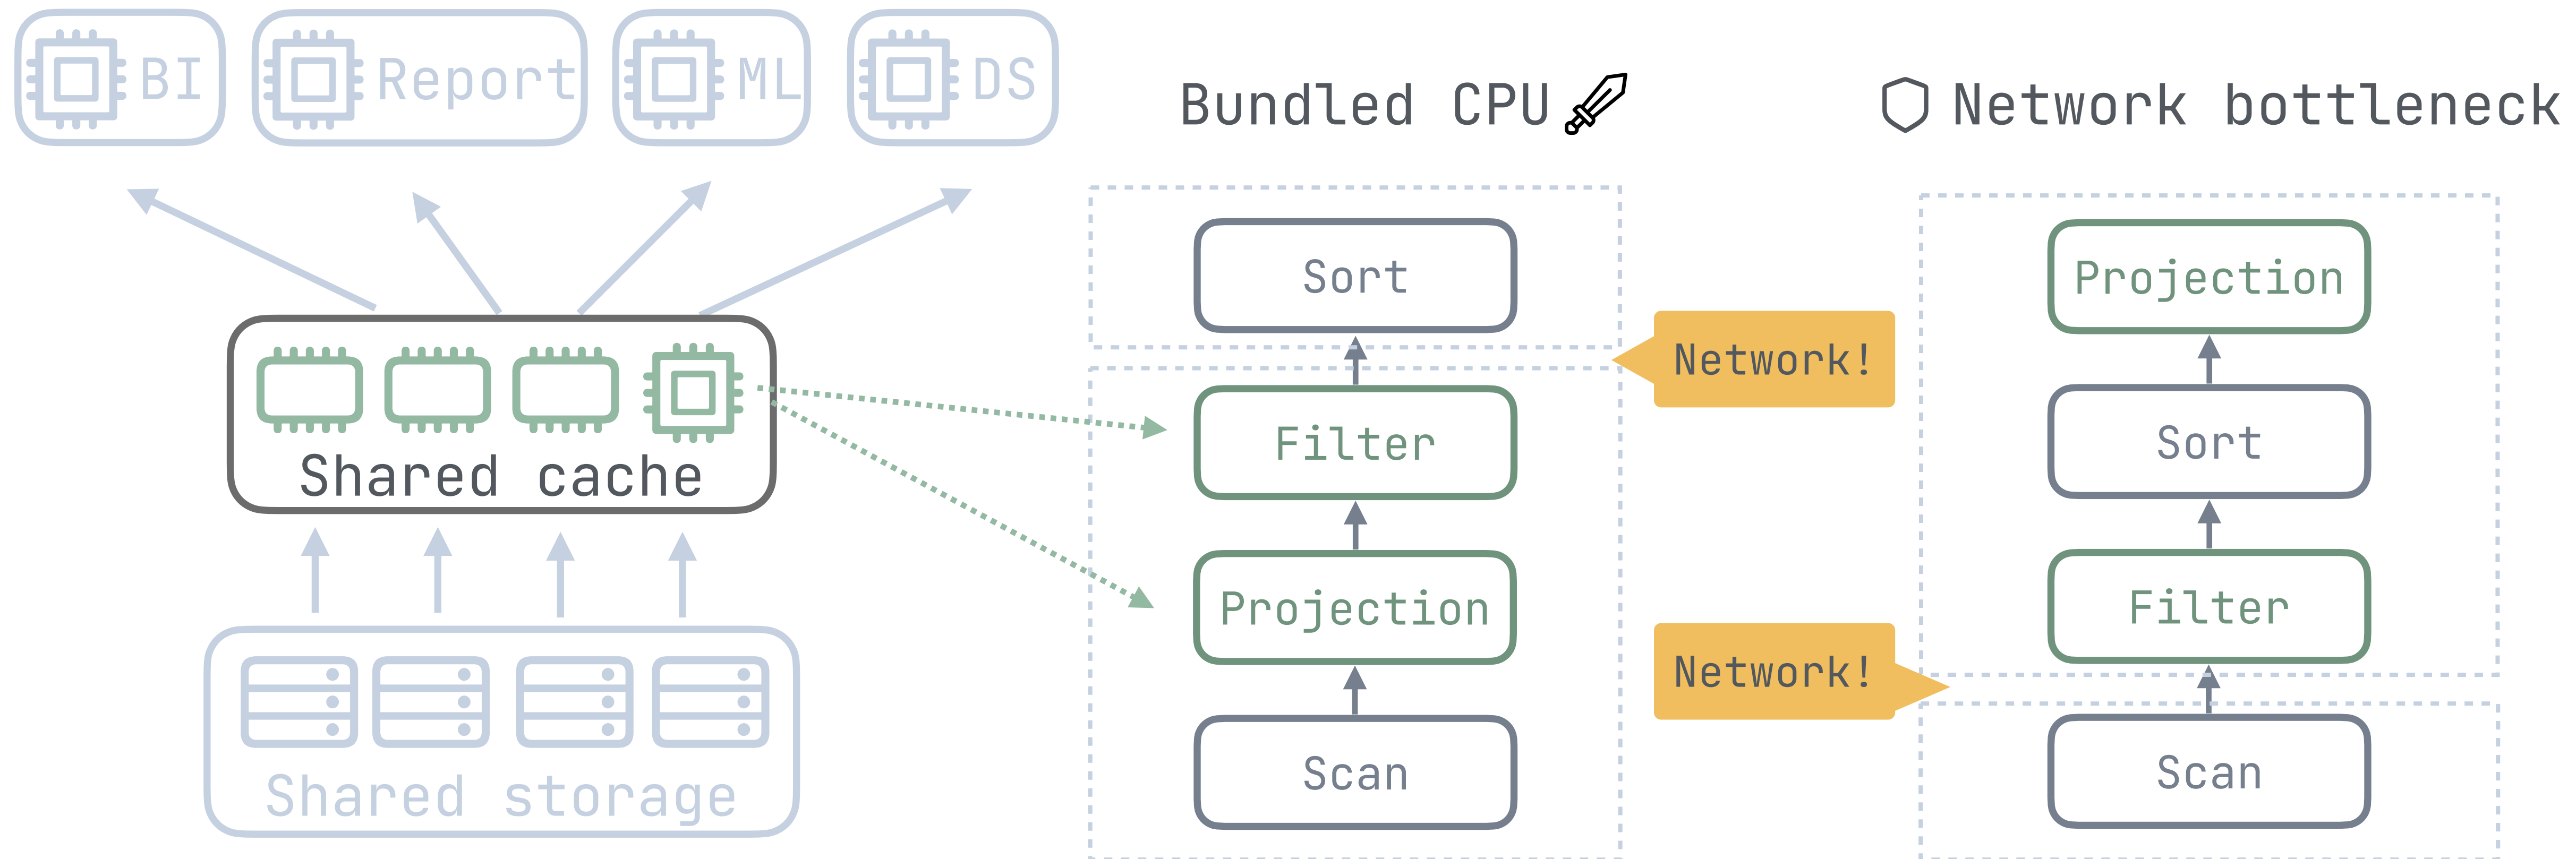 BI
Report
ML
DS
Shared cache
Shared storage
Bundled CPU
Sort
Filter
Projection
Scan
Network!
Network!
Network bottleneck
Projection
Sort
Filter
Scan